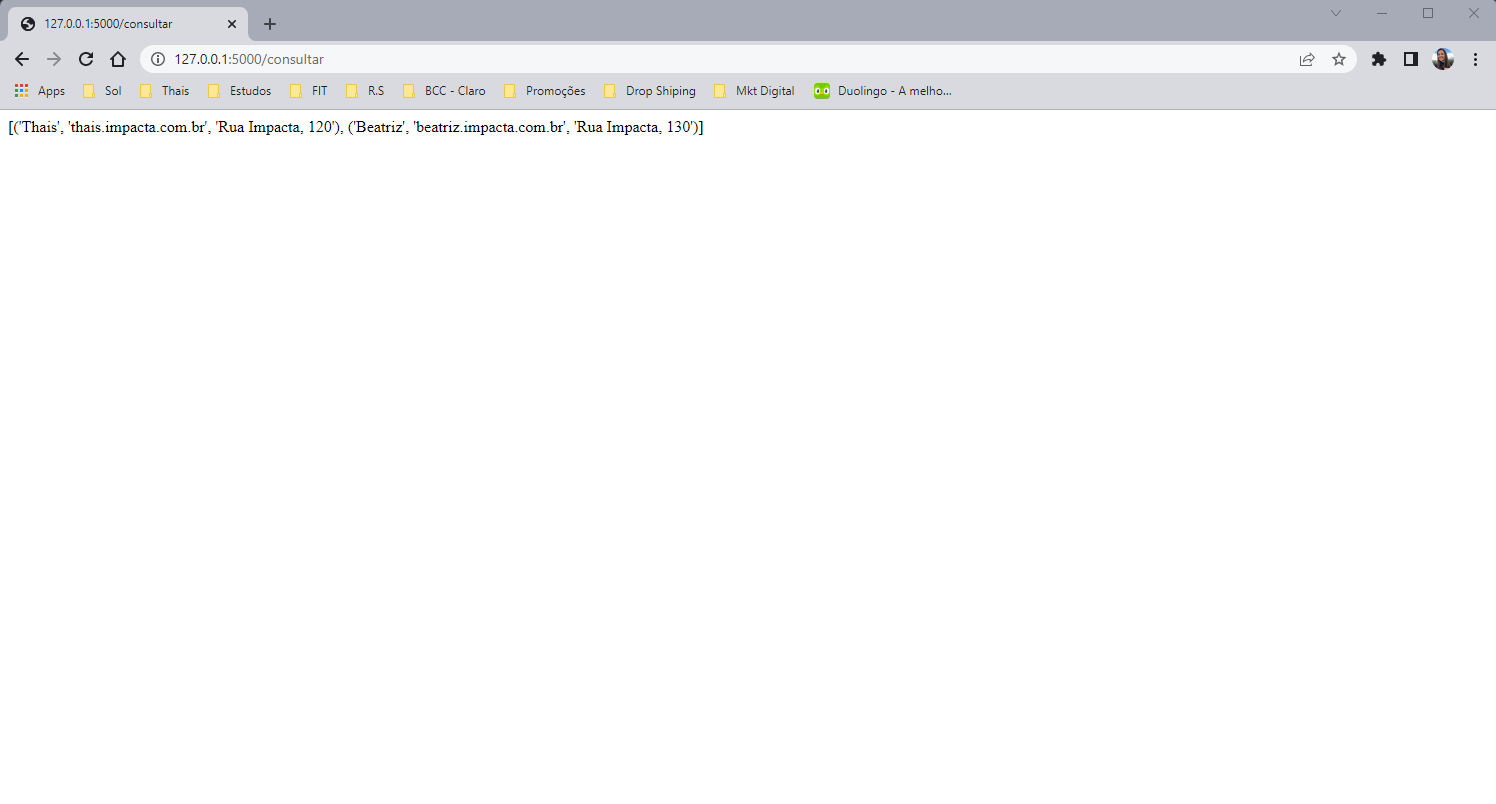 127.0.0.1:5000/consultar
127.0.0.1:5000/consultar
Apps Sol Thais Estudos FIT R.S BCC - Claro Promoções Drop Shiping Mkt Digital Duolingo - A melho...
[('Thais', 'thais.impacta.com.br', 'Rua Impacta, 120'), ('Beatriz', 'beatriz.impacta.com.br', 'Rua Impacta, 130')]